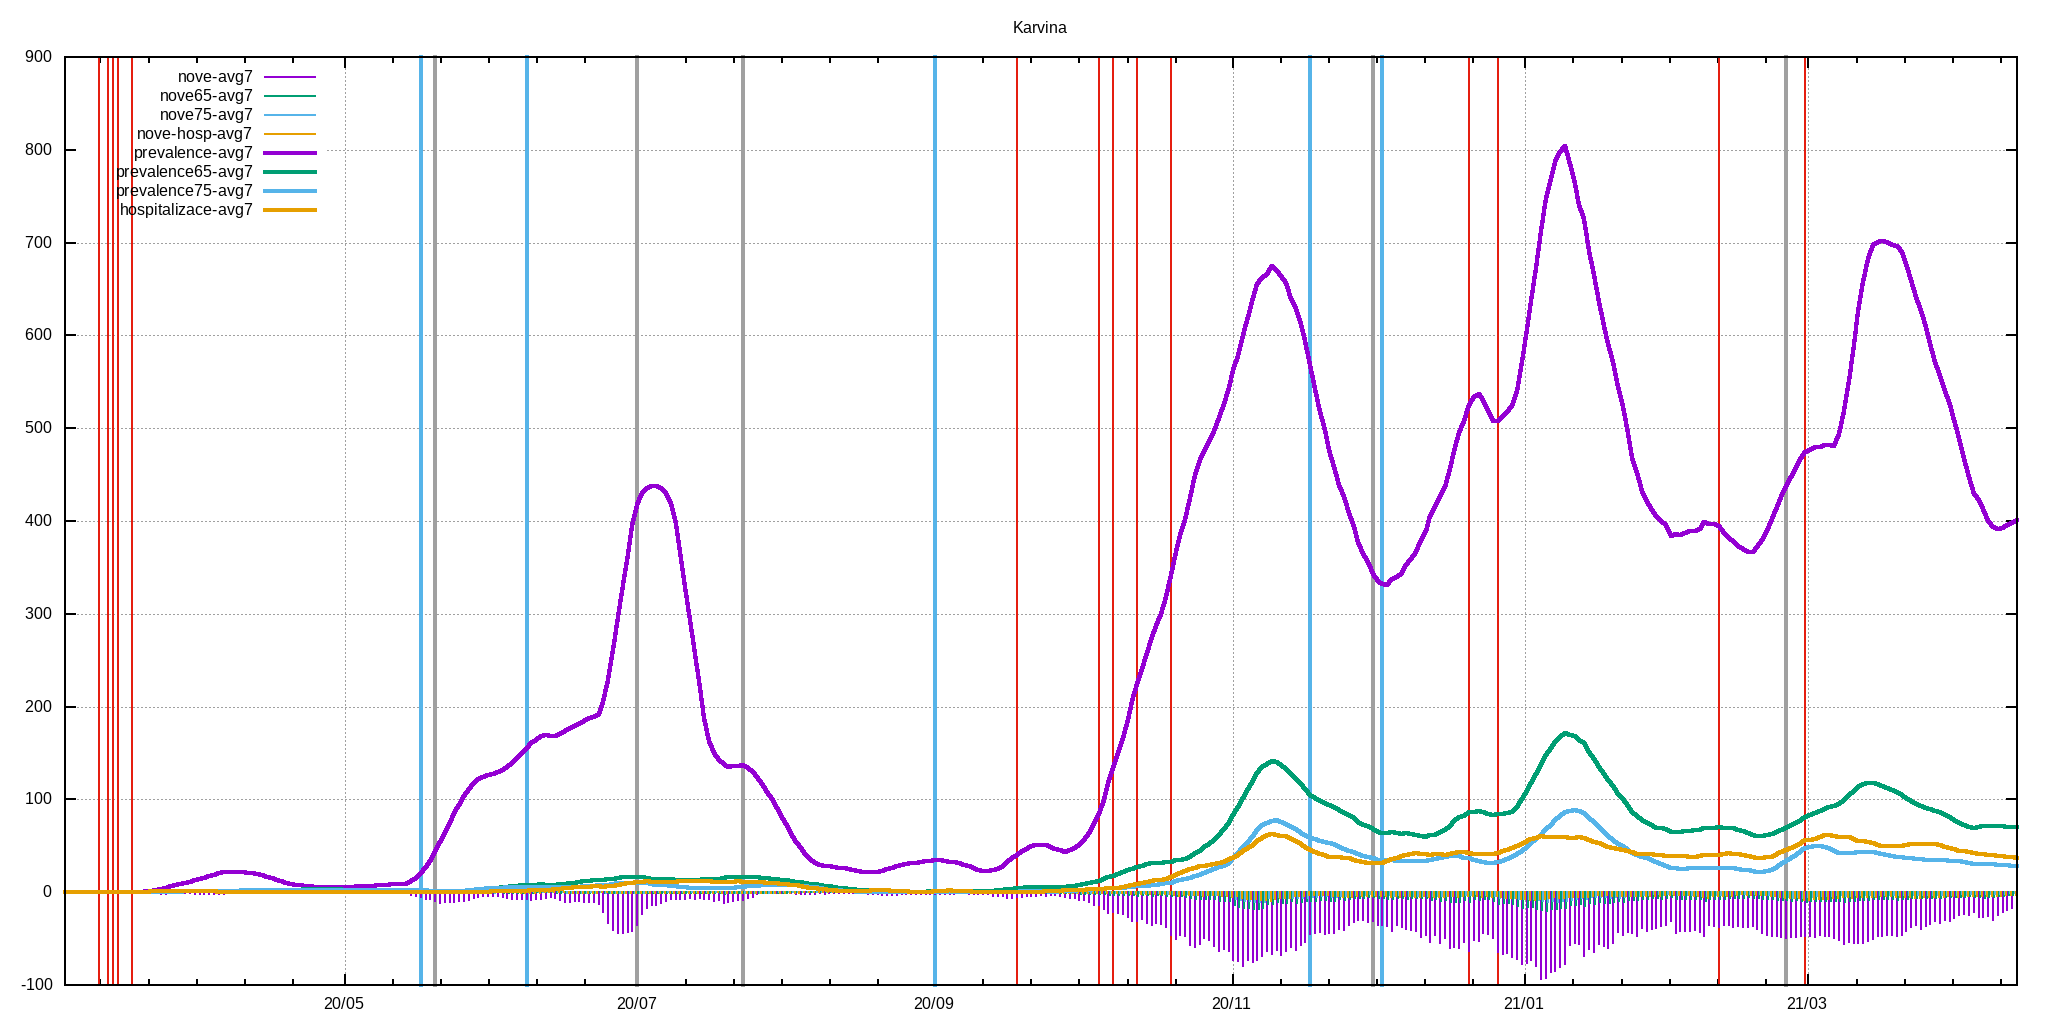 Karvina
900
800
700
600
500
400
300
200
100
0
-100
nove-avg7
nove65-avg7
nove75-avg7
nove-hosp-avg7
prevalence-avg7
prevalence65-avg7
prevalence75-avg7
hospitalizace-avg7
20/05
20/07
20/09
20/11
21/01
21/03